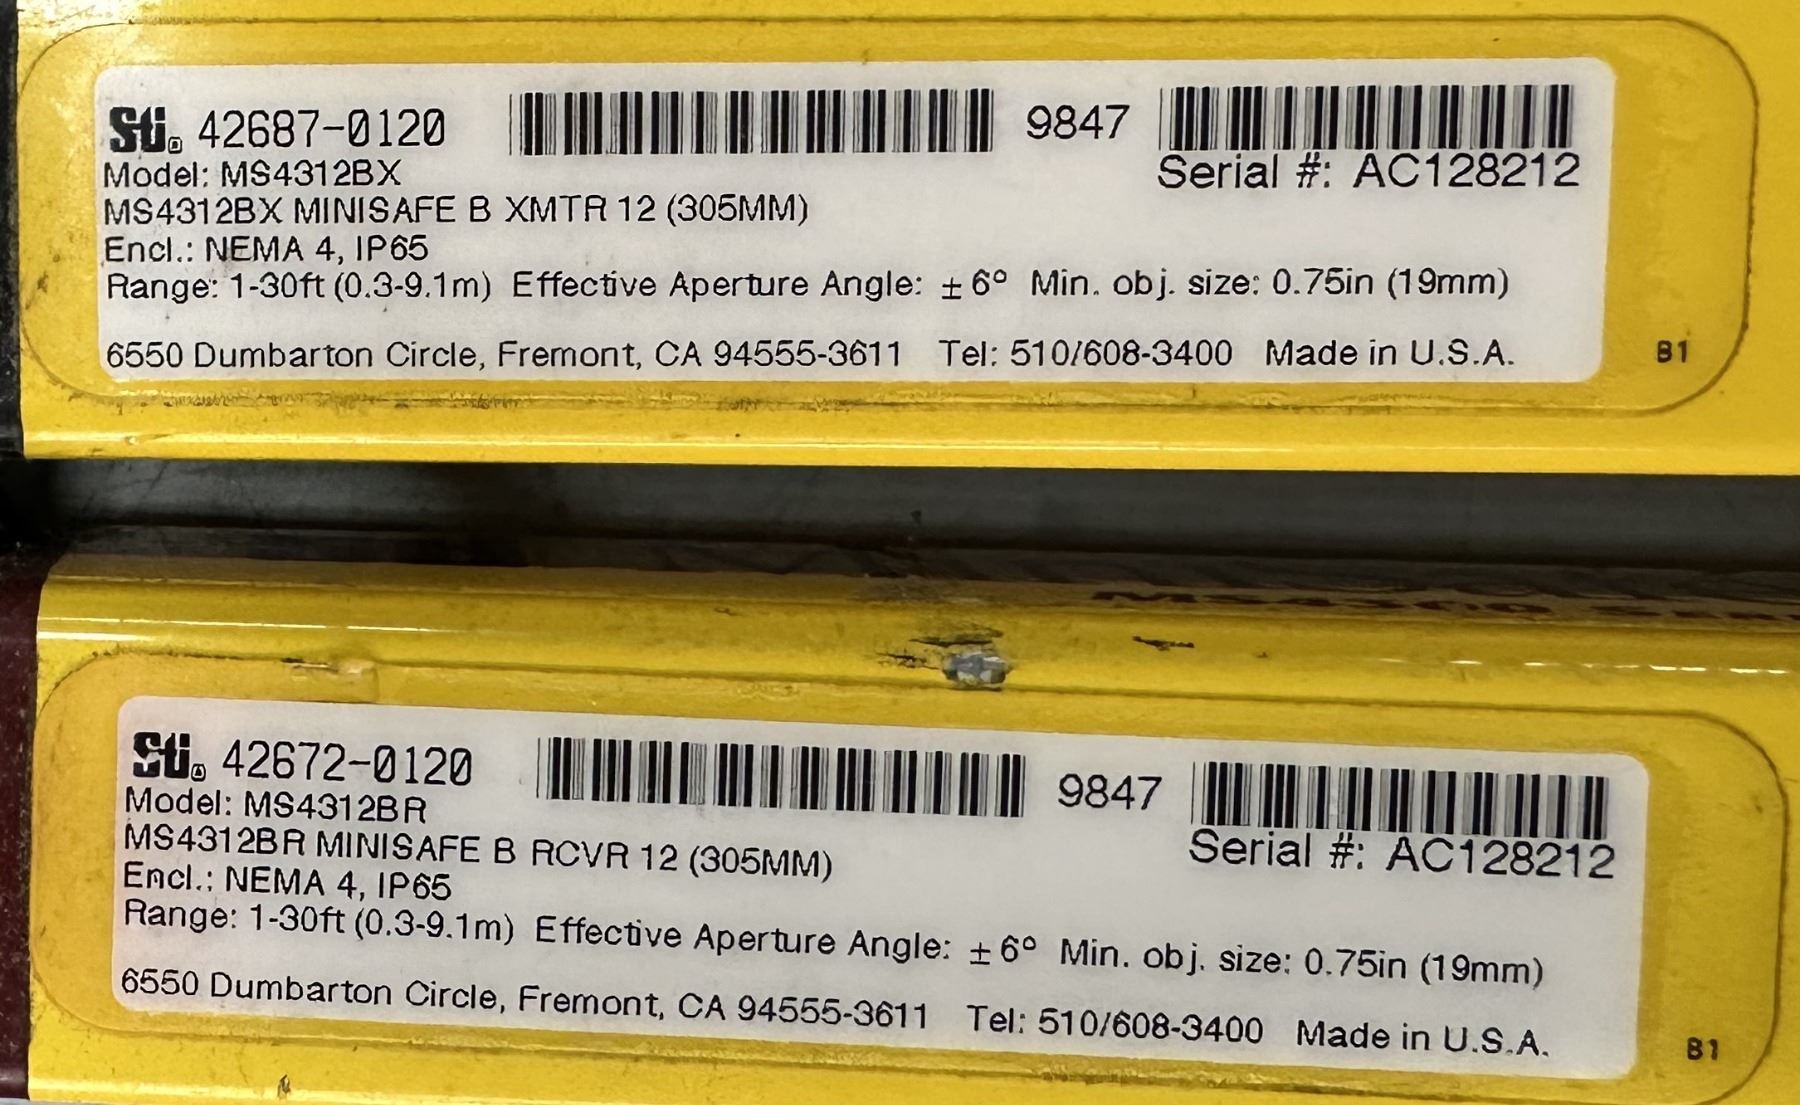 Sti 42687-0120 9847
Serial #: AC128212
Model: MS4312BX
MS4312BX MINISAFE B XMTR 12 (305MM)
Encl.: NEMA 4, IP65
Range: 1-30ft (0.3-9.1m) Effective Aperture Angle: ± 6° Min. obj. size: 0.75in (19mm)
6550 Dumbarton Circle, Fremont, CA 94555-3611 Tel: 510/608-3400 Made in U.S.A.
B1
MS4300
Sti 42672-0120 9847
Serial #: AC128212
Model: MS4312BR
MS4312BR MINISAFE B RCVR 12 (305MM)
Encl.: NEMA 4, IP65
Range: 1-30ft (0.3-9.1m) Effective Aperture Angle: ± 6° Min. obj. size: 0.75in (19mm)
6550 Dumbarton Circle, Fremont, CA 94555-3611 Tel: 510/608-3400 Made in U.S.A.
B1